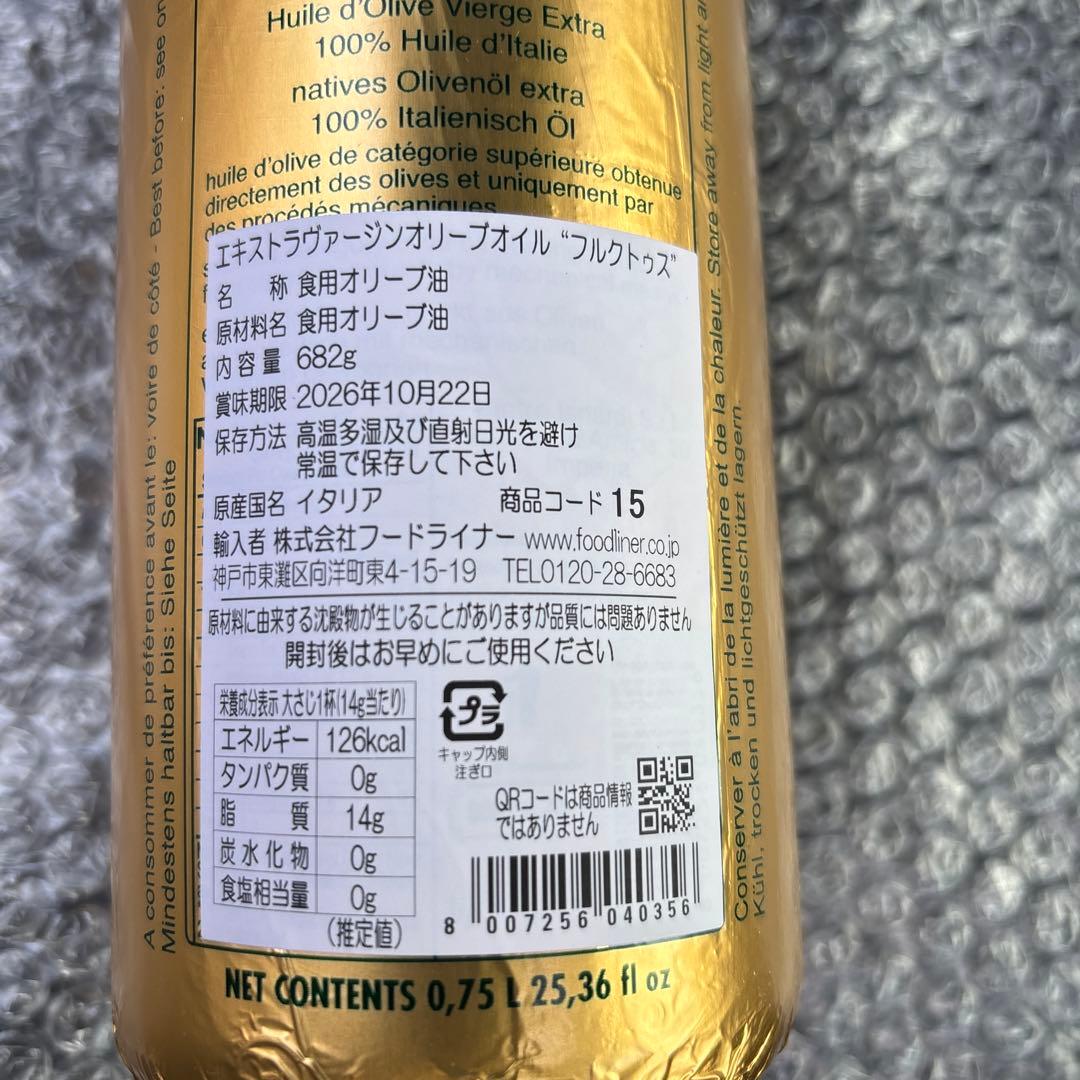 Huile d'Olive Vierge Extra
100% Huile d'Italie
natives Olivenöl extra
100% Italienisch Öl
huile d'olive de catégorie supérieure obtenue
directement des olives et uniquement par
des procédés mécaniques
エキストラヴァージンオリーブオイル “フルクトゥス”
名 称 食用オリーブ油
原材料名 食用オリーブ油
内容量 682g
賞味期限 2026年10月22日
保存方法 高温多湿及び直射日光を避け
常温で保存して下さい
原産国名 イタリア 商品コード 15
輸入者 株式会社フードライナー www.foodliner.co.jp
神戸市東灘区向洋町東4-15-19 TEL0120-28-6683
原材料に由来する沈殿物が生じることがありますが品質には問題ありません
開封後はお早めにご使用ください
栄養成分表示 大さじ1杯(14g当たり)
エネルギー 126kcal
タンパク質 0g
脂 質 14g
炭水化物 0g
食塩相当量 0g
(推定値)
プラ
キャップ内側
注ぎ口
QRコードは商品情報
ではありません
8 007256 040356
NET CONTENTS 0,75 L 25,36 fl oz
A consommer de préférence avant le: voire de côté - Best before: see on
Mindestens haltbar bis: Siehe Seite
Conserver à l'abri de la lumière et de la chaleur. Store away from light
Kühl, trocken und lichtgeschützt lagern.